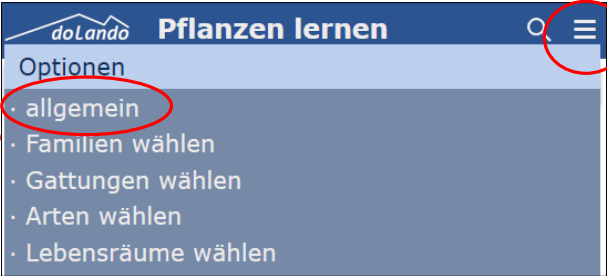 doLando Pflanzen lernen
Optionen
· allgemein
· Familien wählen
· Gattungen wählen
· Arten wählen
· Lebensräume wählen